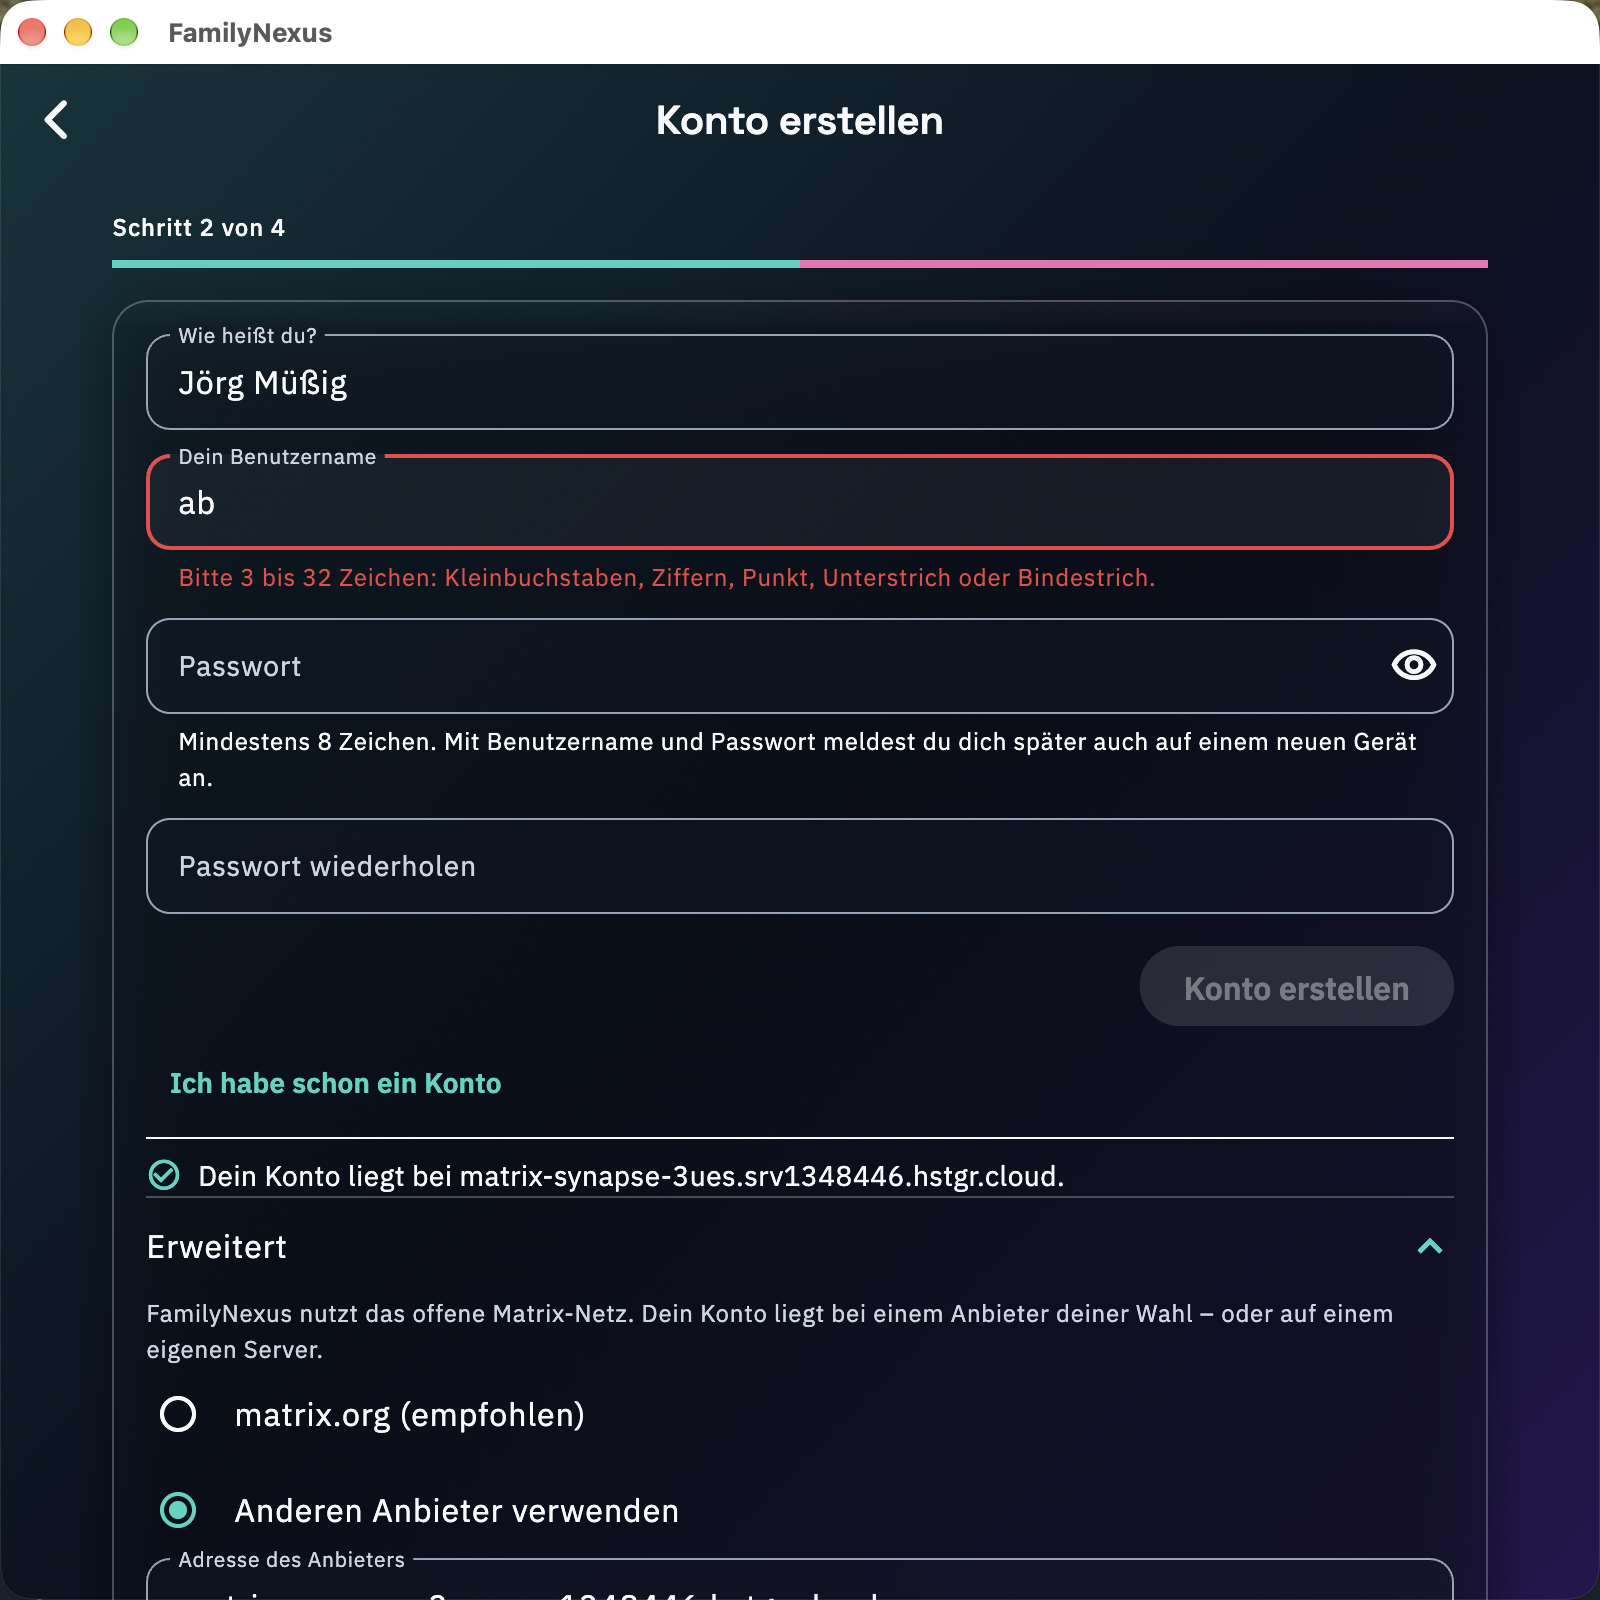 FamilyNexus
Konto erstellen
Schritt 2 von 4
Wie heißt du?
Jörg Müßig
Dein Benutzername
ab
Bitte 3 bis 32 Zeichen: Kleinbuchstaben, Ziffern, Punkt, Unterstrich oder Bindestrich.
Passwort
Mindestens 8 Zeichen. Mit Benutzername und Passwort meldest du dich später auch auf einem neuen Gerät
an.
Passwort wiederholen
Konto erstellen
Ich habe schon ein Konto
Dein Konto liegt bei matrix-synapse-3ues.srv1348446.hstgr.cloud.
Erweitert
FamilyNexus nutzt das offene Matrix-Netz. Dein Konto liegt bei einem Anbieter deiner Wahl – oder auf einem
eigenen Server.
matrix.org (empfohlen)
Anderen Anbieter verwenden
Adresse des Anbieters